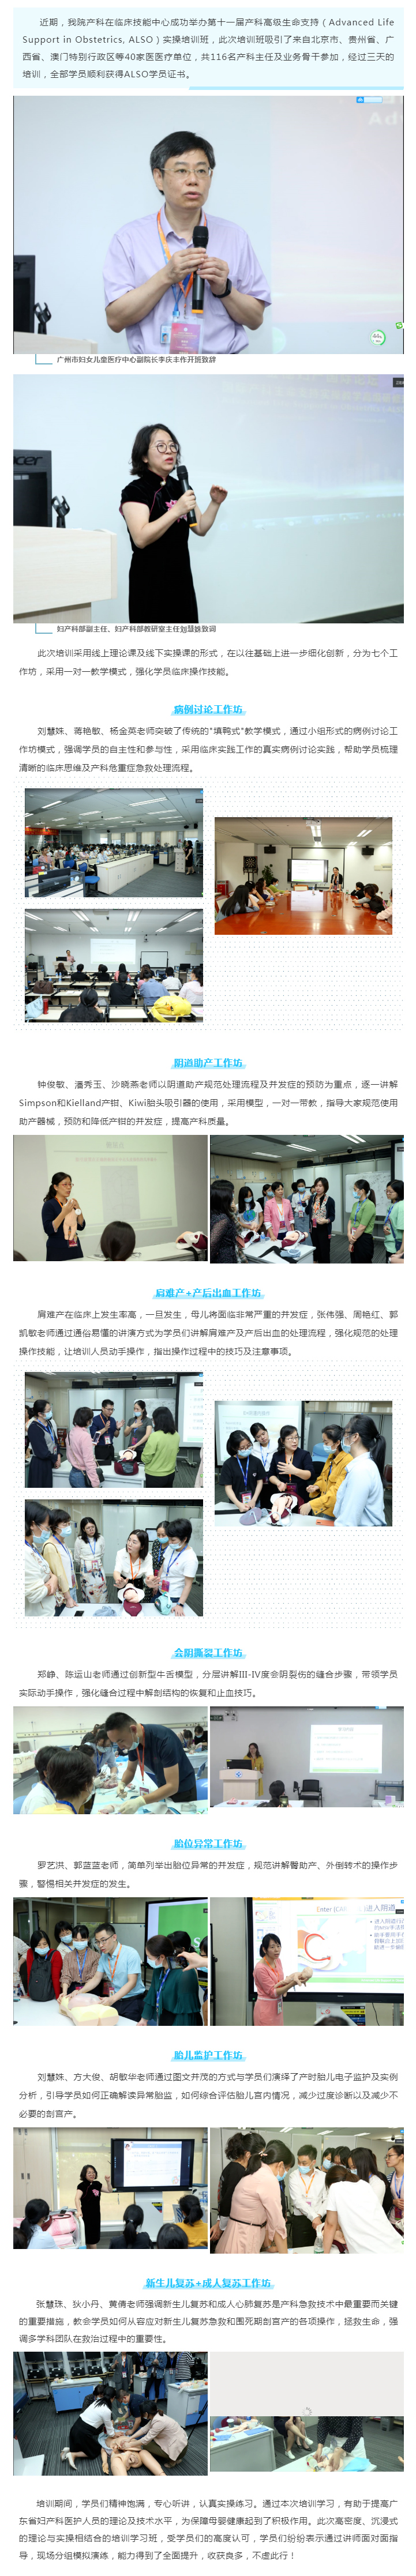 近期，我院产科在临床技能中心成功举办第十一届产科高级生命支持（Advanced Life
Support in Obstetrics, ALSO）实操培训班，此次培训班吸引了来自北京市、贵州省、广
西省、澳门特别行政区等40家医医疗单位，共116名产科主任及业务骨干参加，经过三天的
培训，全部学员顺利获得ALSO学员证书。
广州市妇女儿童医疗中心副院长李庆丰作开班致辞
妇产科部副主任、妇产科部教研室主任刘慧姝致词
此次培训采用线上理论课及线下实操课的形式，在以往基础上进一步细化创新，分为七个工
作坊，采用一对一教学模式，强化学员临床操作技能。
病例讨论工作坊
刘慧姝、蒋艳敏、杨金英老师突破了传统的"填鸭式"教学模式，通过小组形式的病例讨论工
作坊模式，强调学员的自主性和参与性，采用临床实践工作的真实病例讨论实践，帮助学员梳理
清晰的临床思维及产科危重症急救处理流程。
阴道助产工作坊
钟俊敏、潘秀玉、沙晓燕老师以阴道助产规范处理流程及并发症的预防为重点，逐一讲解
Simpson和Kielland产钳、Kiwi胎头吸引器的使用，采用模型，一对一带教，指导大家规范使用
助产器械，预防和降低产钳的并发症，提高产科质量。
肩难产+产后出血工作坊
肩难产在临床上发生率高，一旦发生，母儿将面临非常严重的并发症，张伟强、周艳红、郭
凯敏老师通过通俗易懂的讲演方式为学员们讲解肩难产及产后出血的处理流程，强化规范的处理
操作技能，让培训人员动手操作，指出操作过程中的技巧及注意事项。
会阴撕裂工作坊
郑峥、陈运山老师通过创新型牛舌模型，分层讲解III-IV度会阴裂伤的缝合步骤，带领学员
实际动手操作，强化缝合过程中解剖结构的恢复和止血技巧。
胎位异常工作坊
罗艺洪、郭蓝蓝老师，简单列举出胎位异常的并发症，规范讲解臀助产、外倒转术的操作步
骤，警惕相关并发症的发生。
进入阴道
胎儿监护工作坊
刘慧姝、方大俊、胡敏华老师通过图文并茂的方式与学员们演绎了产时胎儿电子监护及实例
分析，引导学员如何正确解读异常胎监，如何综合评估胎儿宫内情况，减少过度诊断以及减少不
必要的剖宫产。
新生儿复苏+成人复苏工作坊
张慧珠、狄小丹、黄倩老师强调新生儿复苏和成人心肺复苏是产科急救技术中最重要而关键
的重要措施，教会学员如何从容应对新生儿复苏急救和围死期剖宫产的各项操作，拯救生命，强
调多学科团队在救治过程中的重要性。
培训期间，学员们精神饱满，专心听讲，认真实操练习。通过本次培训学习，有助于提高广
东省妇产科医护人员的理论及技术水平，为保障母婴健康起到了积极作用。此次高密度、沉浸式
的理论与实操相结合的培训学习班，受学员们的高度认可，学员们纷纷表示通过讲师面对面指
导，现场分组模拟演练，能力得到了全面提升，收获良多，不虚此行！